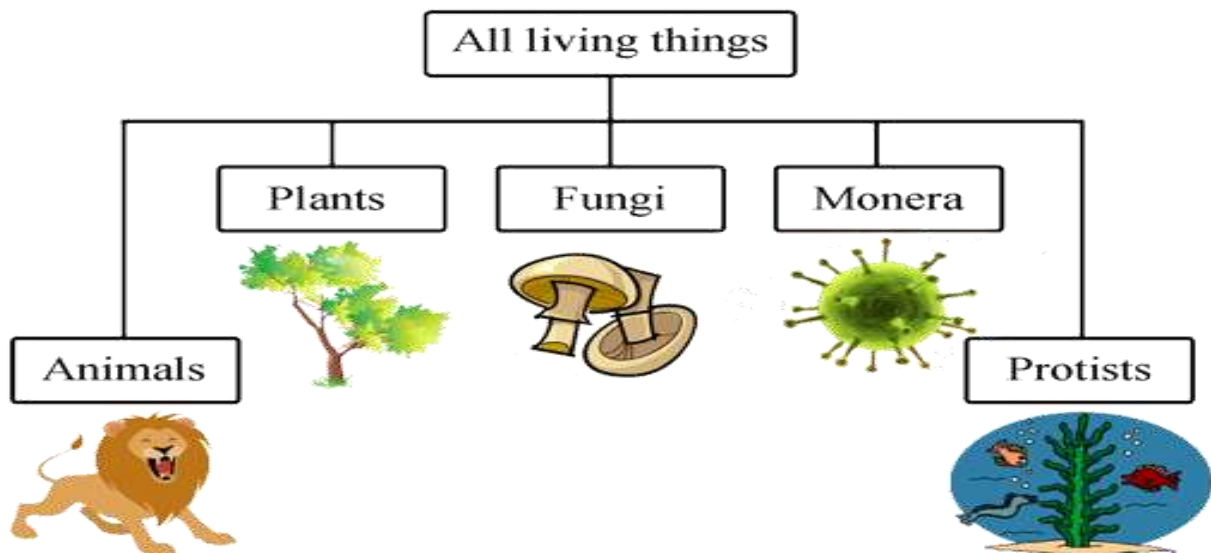 All living things
Plants
Fungi
Monera
Animals
Protists